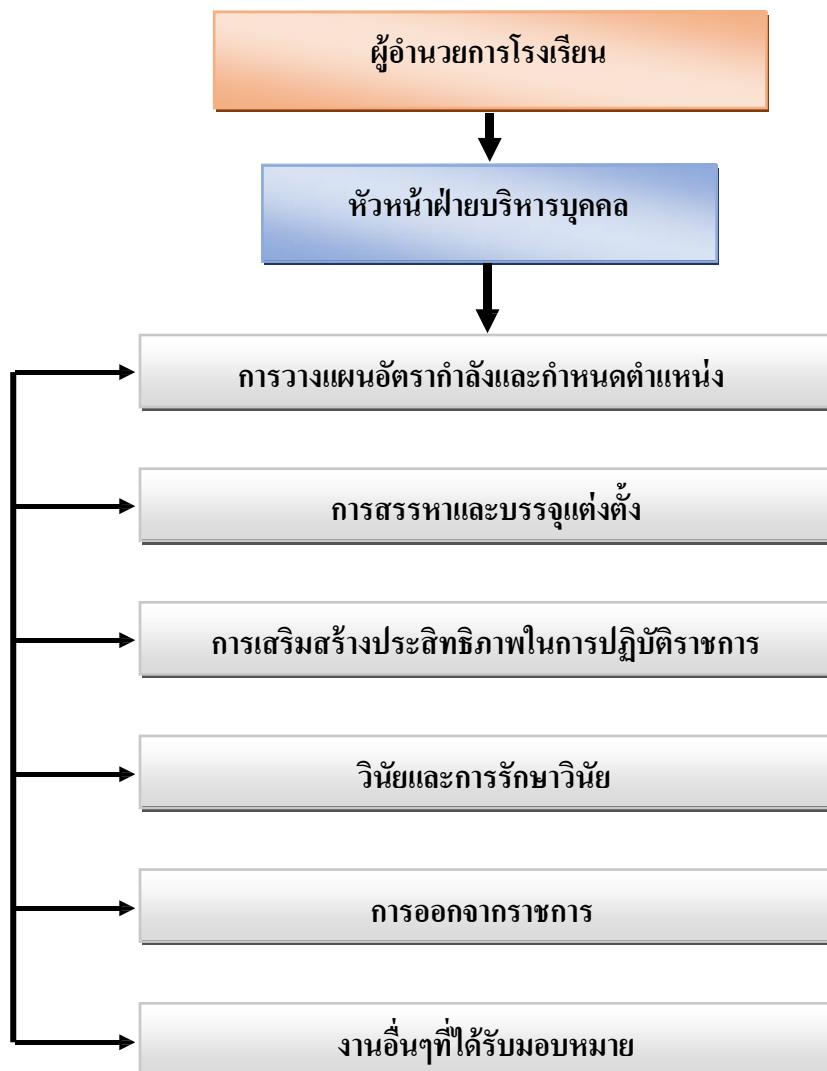 ผู้อำนวยการโรงเรียน
หัวหน้าฝ่ายบริหารบุคคล
การวางแผนอัตรากำลังและกำหนดตำแหน่ง
การสรรหาและบรรจุแต่งตั้ง
การเสริมสร้างประสิทธิภาพในการปฏิบัติราชการ
วินัยและการรักษาวินัย
การออกจากราชการ
งานอื่นๆที่ได้รับมอบหมาย